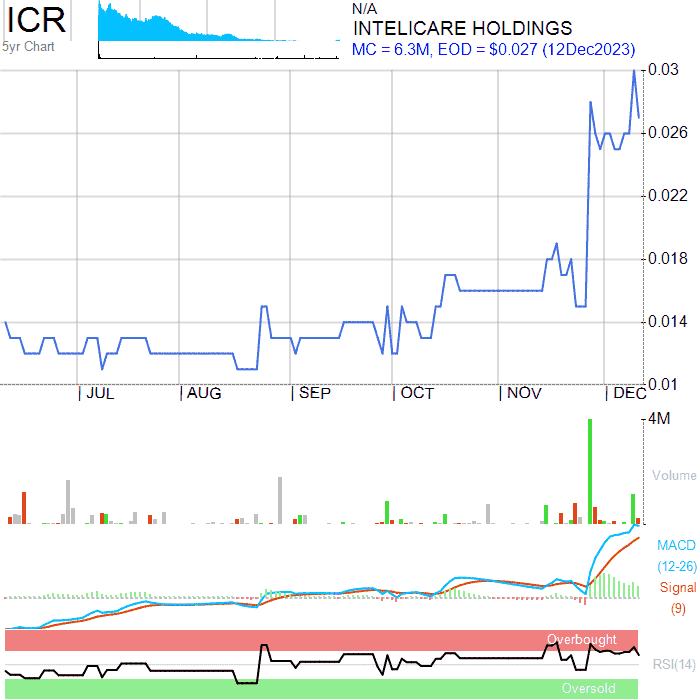 ICR
5yr Chart
N/A
INTELICARE HOLDINGS
MC = 6.3M, EOD = $0.027 (12Dec2023)
0.03
0.026
0.022
0.018
0.014
0.01
JUL AUG SEP OCT NOV DEC
4M
Volume
MACD
(12-26)
Signal
(9)
Overbought
RSI(14)
Oversold